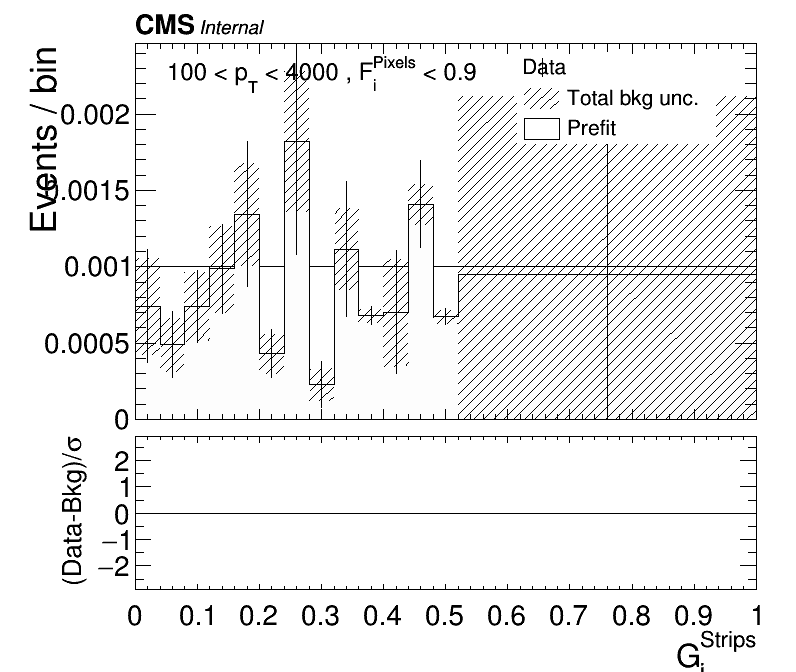 CMS Internal
100 < p_T < 4000 , F_i^Pixels < 0.9
Data
Total bkg unc.
Prefit
Events / bin
0.002
0.0015
0.001
0.0005
0
(Data-Bkg)/σ
2
1
0
−1
−2
0 0.1 0.2 0.3 0.4 0.5 0.6 0.7 0.8 0.9 1
G_i^Strips